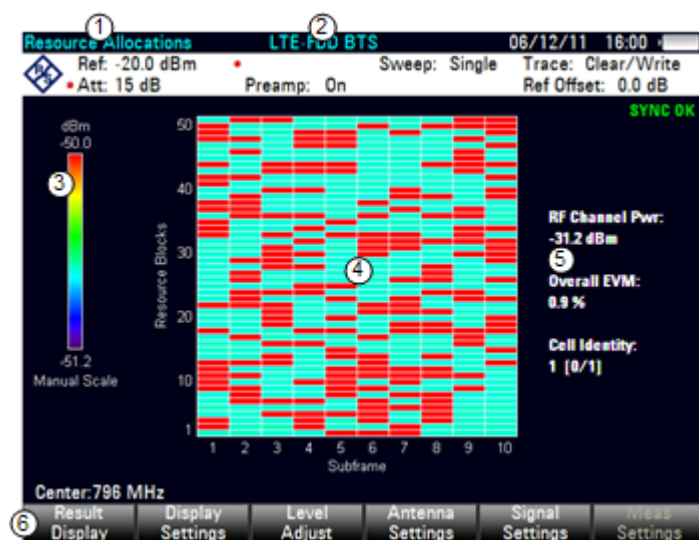 1 2
Resource Allocations LTE-FDD BTS 06/12/11 16:00
Ref: -20.0 dBm Sweep: Single Trace: Clear/Write
Att: 15 dB Preamp: On Ref Offset: 0.0 dB
SYNC OK
dBm
-50.0
3
-51.2
Manual Scale
Resource Blocks
50
40
30
20
10
1
4
1 2 3 4 5 6 7 8 9 10
Subframe
RF Channel Pwr:
-31.2 dBm
5
Overall EVM:
0.9 %
Cell Identity:
1 [0/1]
Center:796 MHz
6
Result Display
Display Settings
Level Adjust
Antenna Settings
Signal Settings
Meas Settings